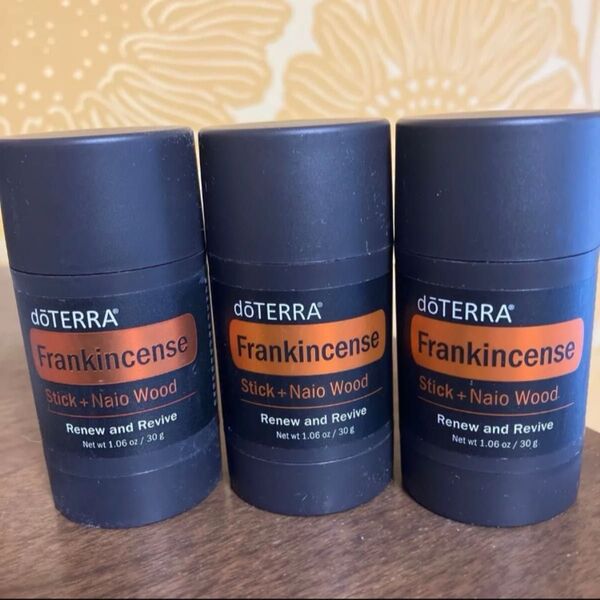 dōTERRA®
Frankincense
Stick + Naio Wood
Renew and Revive
Net wt 1.06 oz / 30 g
dōTERRA®
Frankincense
Stick + Naio Wood
Renew and Revive
Net wt 1.06 oz / 30 g
dōTERRA®
Frankincense
Stick + Naio Wood
Renew and Revive
Net wt 1.06 oz / 30 g